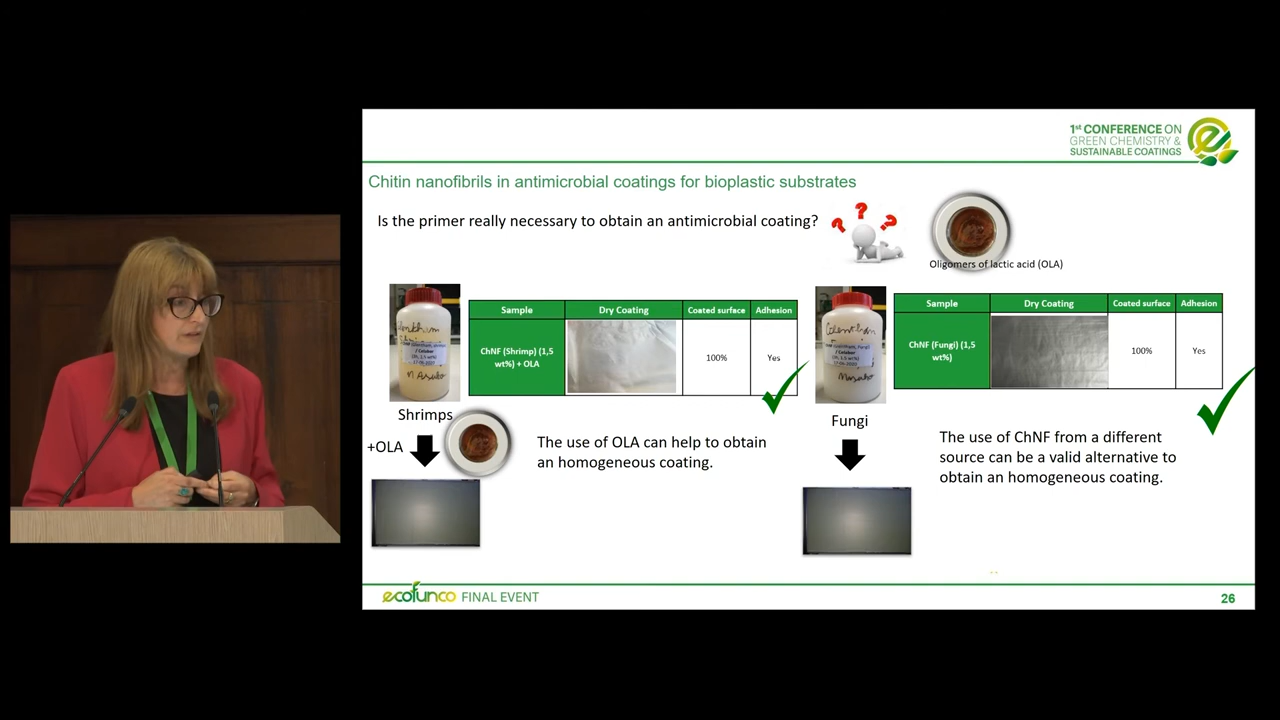 1st CONFERENCE ON
GREEN CHEMISTRY &
SUSTAINABLE COATINGS
Chitin nanofibrils in antimicrobial coatings for bioplastic substrates
Is the primer really necessary to obtain an antimicrobial coating?
? ? ?
Oligomers of lactic acid (OLA)
Sample
Dry Coating
Coated surface
Adhesion
ChNF (Shrimp) (1,5
wt%) + OLA
100%
Yes
Shrimps
+OLA
The use of OLA can help to obtain
an homogeneous coating.
Sample
Dry Coating
Coated surface
Adhesion
ChNF (Fungi) (1,5
wt%)
100%
Yes
Fungi
The use of ChNF from a different
source can be a valid alternative to
obtain an homogeneous coating.
ecofunco FINAL EVENT
26